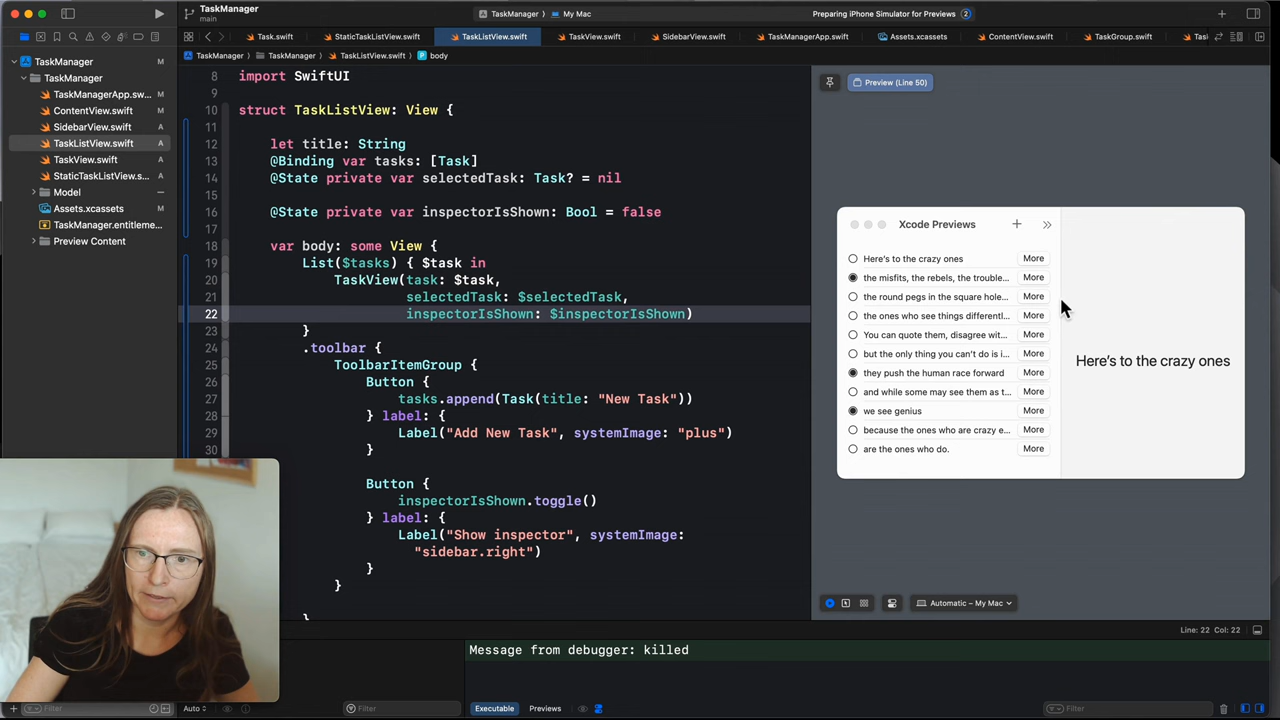 TaskManager
main
TaskManager > My Mac
Preparing iPhone Simulator for Previews 2
Task.swift
StaticTaskListView.swift
TaskListView.swift
TaskView.swift
SidebarView.swift
TaskManagerApp.swift
Assets.xcassets
ContentView.swift
TaskGroup.swift
TaskManager > TaskManager > TaskListView.swift > P body
TaskManager M
TaskManager
TaskManagerApp.sw... M
ContentView.swift M
SidebarView.swift A
TaskListView.swift A
TaskView.swift A
StaticTaskListView.s... A
Model
Assets.xcassets
TaskManager.entitleme...
Preview Content
8 import SwiftUI
9
10 struct TaskListView: View {
11
12 let title: String
13 @Binding var tasks: [Task]
14 @State private var selectedTask: Task? = nil
15
16 @State private var inspectorIsShown: Bool = false
17
18 var body: some View {
19 List($tasks) { $task in
20 TaskView(task: $task,
21 selectedTask: $selectedTask,
22 inspectorIsShown: $inspectorIsShown)
23 }
24 .toolbar {
25 ToolbarItemGroup {
26 Button {
27 tasks.append(Task(title: "New Task"))
28 } label: {
29 Label("Add New Task", systemImage: "plus")
30 }
Button {
inspectorIsShown.toggle()
} label: {
Label("Show inspector", systemImage:
"sidebar.right")
}
}
Preview (Line 50)
Xcode Previews
Here's to the crazy ones More
the misfits, the rebels, the trouble... More
the round pegs in the square hole... More
the ones who see things differentl... More
You can quote them, disagree wit... More
but the only thing you can't do is i... More
they push the human race forward More
and while some may see them as t... More
we see genius More
because the ones who are crazy e... More
are the ones who do. More
Here's to the crazy ones
Automatic – My Mac
Line: 22 Col: 22
Message from debugger: killed
Filter
Auto
Filter
Executable
Previews
Filter